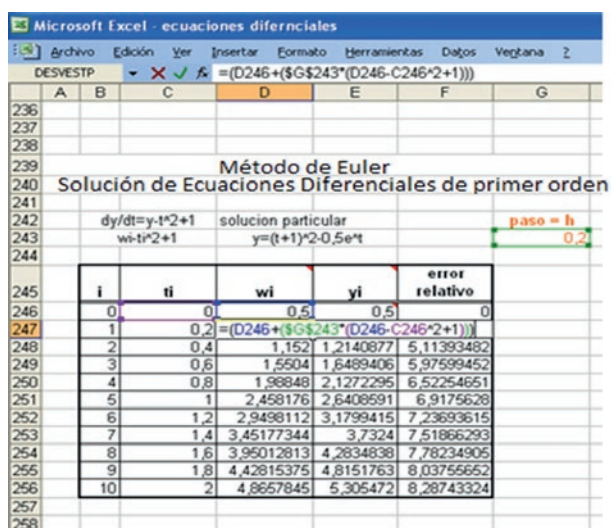 Microsoft Excel - ecuaciones difernciales
Archivo Edición Ver Insertar Formato Herramientas Datos Ventana ?
DESVESTP fx =(D246+($G$243*(D246-C246^2+1)))
A B C D E F G
236
237
238
239 Método de Euler
240 Solución de Ecuaciones Diferenciales de primer orden
241
242 dy/dt=y-t^2+1 solucion particular paso = h
243 wi-ti^2+1 y=(t+1)^2-0,5e^t 0,2
244
245 i ti wi yi error relativo
246 0 0 0,5 0,5 0
247 1 0,2 =(D246+($G$243*(D246-C246^2+1)))
248 2 0,4 1,152 1,2140877 5,11393482
249 3 0,6 1,5504 1,6489406 5,97599452
250 4 0,8 1,98848 2,1272295 6,52254651
251 5 1 2,458176 2,6408591 6,9175628
252 6 1,2 2,9498112 3,1799415 7,23693615
253 7 1,4 3,45177344 3,7324 7,51866293
254 8 1,6 3,95012813 4,2834838 7,78234905
255 9 1,8 4,42815375 4,8151763 8,03755652
256 10 2 4,8657845 5,305472 8,28743324
257
258